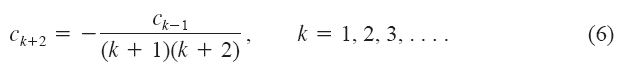 c_{k+2} = -\frac{c_{k-1}}{(k + 1)(k + 2)}, k = 1, 2, 3, . . . . (6)